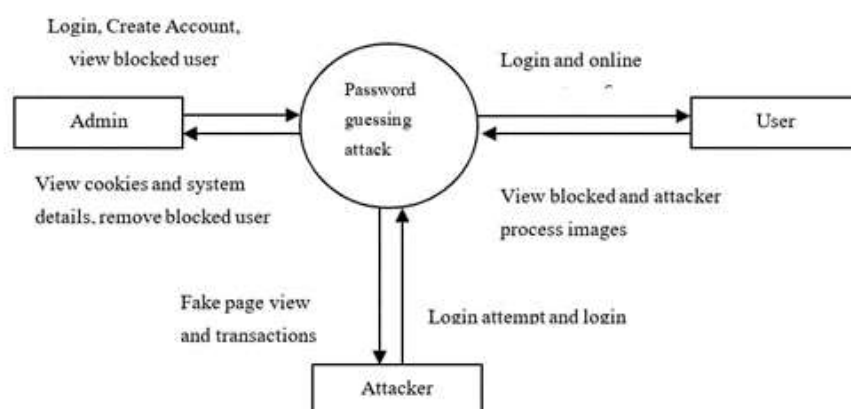 Login, Create Account,
view blocked user
Login and online
Password
guessing
attack
Admin
User
View cookies and system
details, remove blocked user
View blocked and attacker
process images
Fake page view
and transactions
Login attempt and login
Attacker